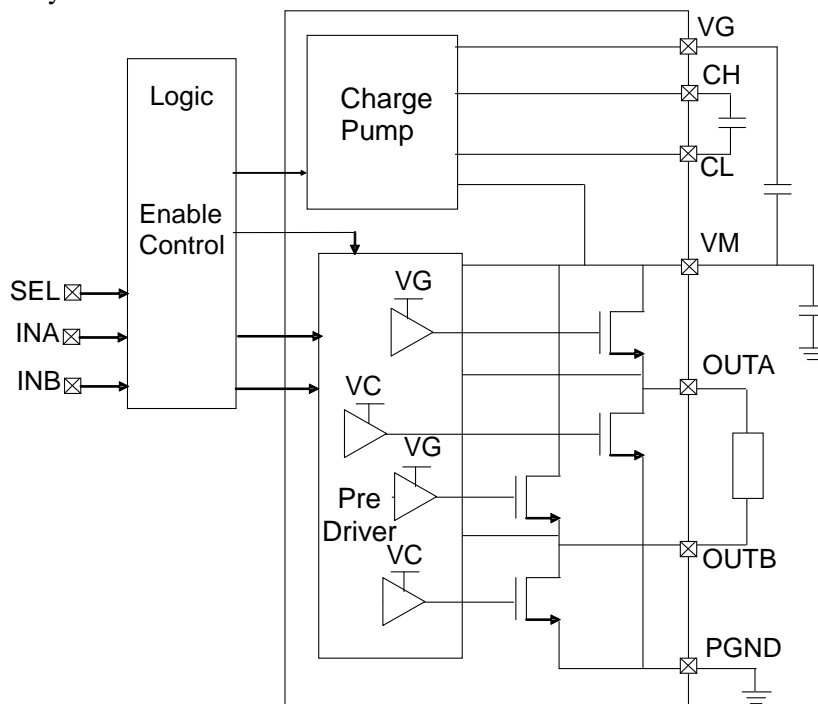 VG
CH
Logic
Charge
Pump
CL
Enable
Control
VM
SEL
VG
INA
OUTA
INB
VC
VG
Pre
Driver
VC
OUTB
PGND